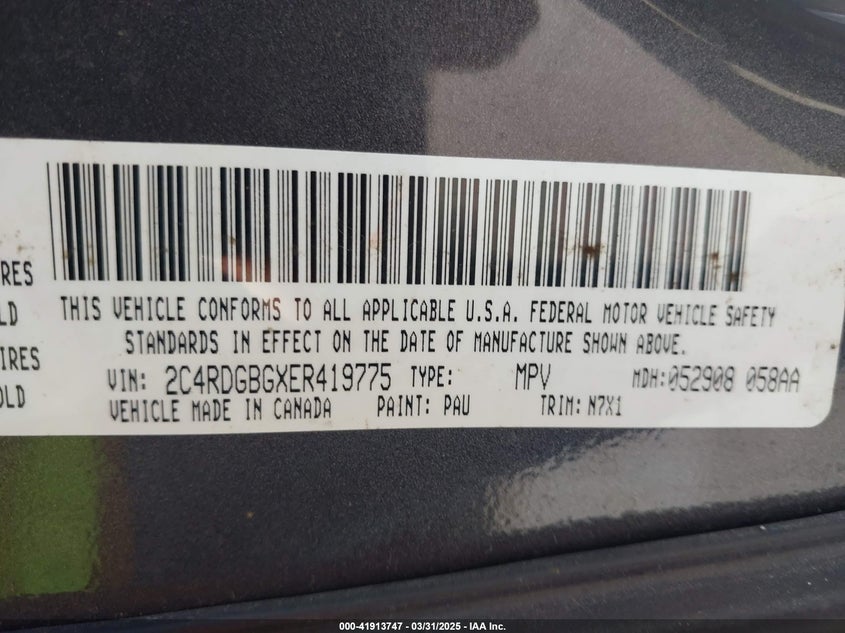 THIS VEHICLE CONFORMS TO ALL APPLICABLE U.S.A. FEDERAL MOTOR VEHICLE SAFETY
STANDARDS IN EFFECT ON THE DATE OF MANUFACTURE SHOWN ABOVE.
VIN: 2C4RDGBGXER419775 TYPE: MPV MDH:052908 058AA
VEHICLE MADE IN CANADA PAINT: PAU TRIM: N7X1
IRES
LD
IRES
OLD
000-41913747 — 03/31/2025 — IAA Inc.